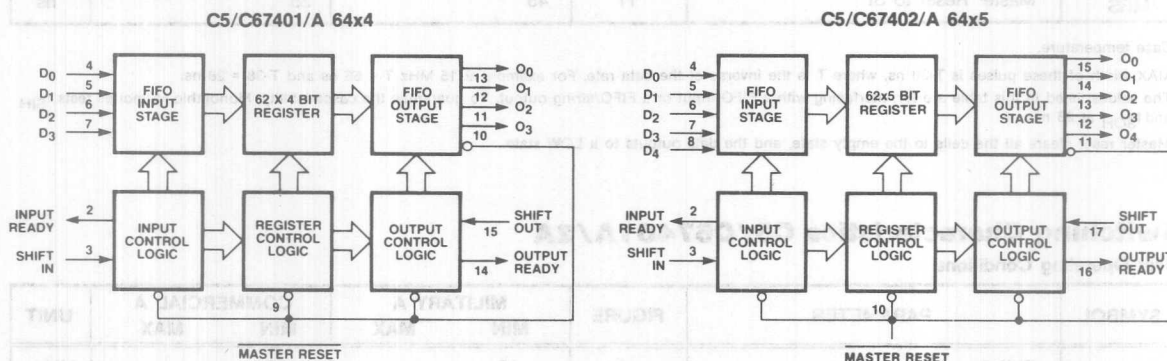 C5/C67401/A 64x4
D0
4
D1
5
D2
6
D3
7
FIFO
INPUT
STAGE
62 X 4 BIT
REGISTER
FIFO
OUTPUT
STAGE
O0
13
O1
12
O2
11
O3
10
INPUT
READY
2
SHIFT
IN
3
INPUT
CONTROL
LOGIC
REGISTER
CONTROL
LOGIC
OUTPUT
CONTROL
LOGIC
SHIFT
OUT
15
OUTPUT
READY
14
9
MASTER RESET
C5/C67402/A 64x5
D0
4
D1
5
D2
6
D3
7
D4
8
FIFO
INPUT
STAGE
62x5 BIT
REGISTER
FIFO
OUTPUT
STAGE
O0
15
O1
14
O2
13
O3
12
O4
11
INPUT
READY
2
SHIFT
IN
3
INPUT
CONTROL
LOGIC
REGISTER
CONTROL
LOGIC
OUTPUT
CONTROL
LOGIC
SHIFT
OUT
17
OUTPUT
READY
16
10
MASTER RESET